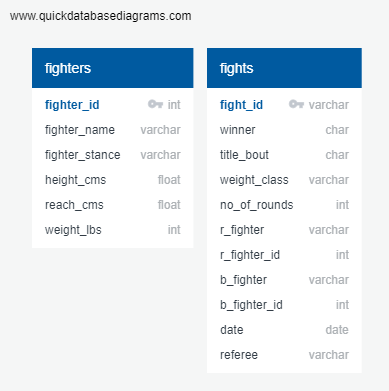 www.quickdatabasediagrams.com
fighters
fighter_id int
fighter_name varchar
fighter_stance varchar
height_cms float
reach_cms float
weight_lbs int
fights
fight_id varchar
winner char
title_bout char
weight_class varchar
no_of_rounds int
r_fighter varchar
r_fighter_id int
b_fighter varchar
b_fighter_id int
date date
referee varchar